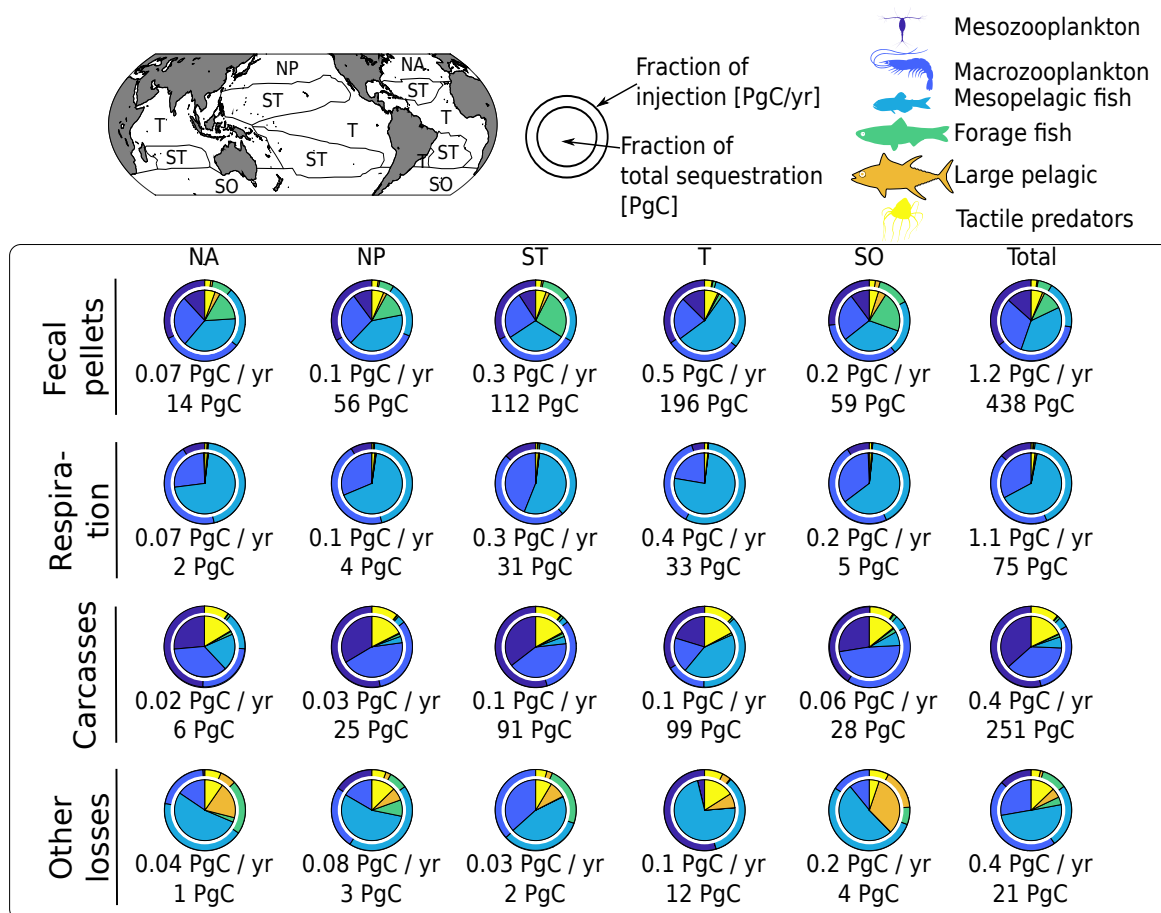 NP
NA
ST
ST
T
T
T
ST
ST
ST
T
SO
SO
Fraction of
injection [PgC/yr]
Fraction of
total sequestration
[PgC]
Mesozooplankton
Macrozooplankton
Mesopelagic fish
Forage fish
Large pelagic
Tactile predators
NA NP ST T SO Total
Fecal
pellets
0.07 PgC / yr 0.1 PgC / yr 0.3 PgC / yr 0.5 PgC / yr 0.2 PgC / yr 1.2 PgC / yr
14 PgC 56 PgC 112 PgC 196 PgC 59 PgC 438 PgC
Respira-
tion
0.07 PgC / yr 0.1 PgC / yr 0.3 PgC / yr 0.4 PgC / yr 0.2 PgC / yr 1.1 PgC / yr
2 PgC 4 PgC 31 PgC 33 PgC 5 PgC 75 PgC
Carcasses
0.02 PgC / yr 0.03 PgC / yr 0.1 PgC / yr 0.1 PgC / yr 0.06 PgC / yr 0.4 PgC / yr
6 PgC 25 PgC 91 PgC 99 PgC 28 PgC 251 PgC
Other
losses
0.04 PgC / yr 0.08 PgC / yr 0.03 PgC / yr 0.1 PgC / yr 0.2 PgC / yr 0.4 PgC / yr
1 PgC 3 PgC 2 PgC 12 PgC 4 PgC 21 PgC